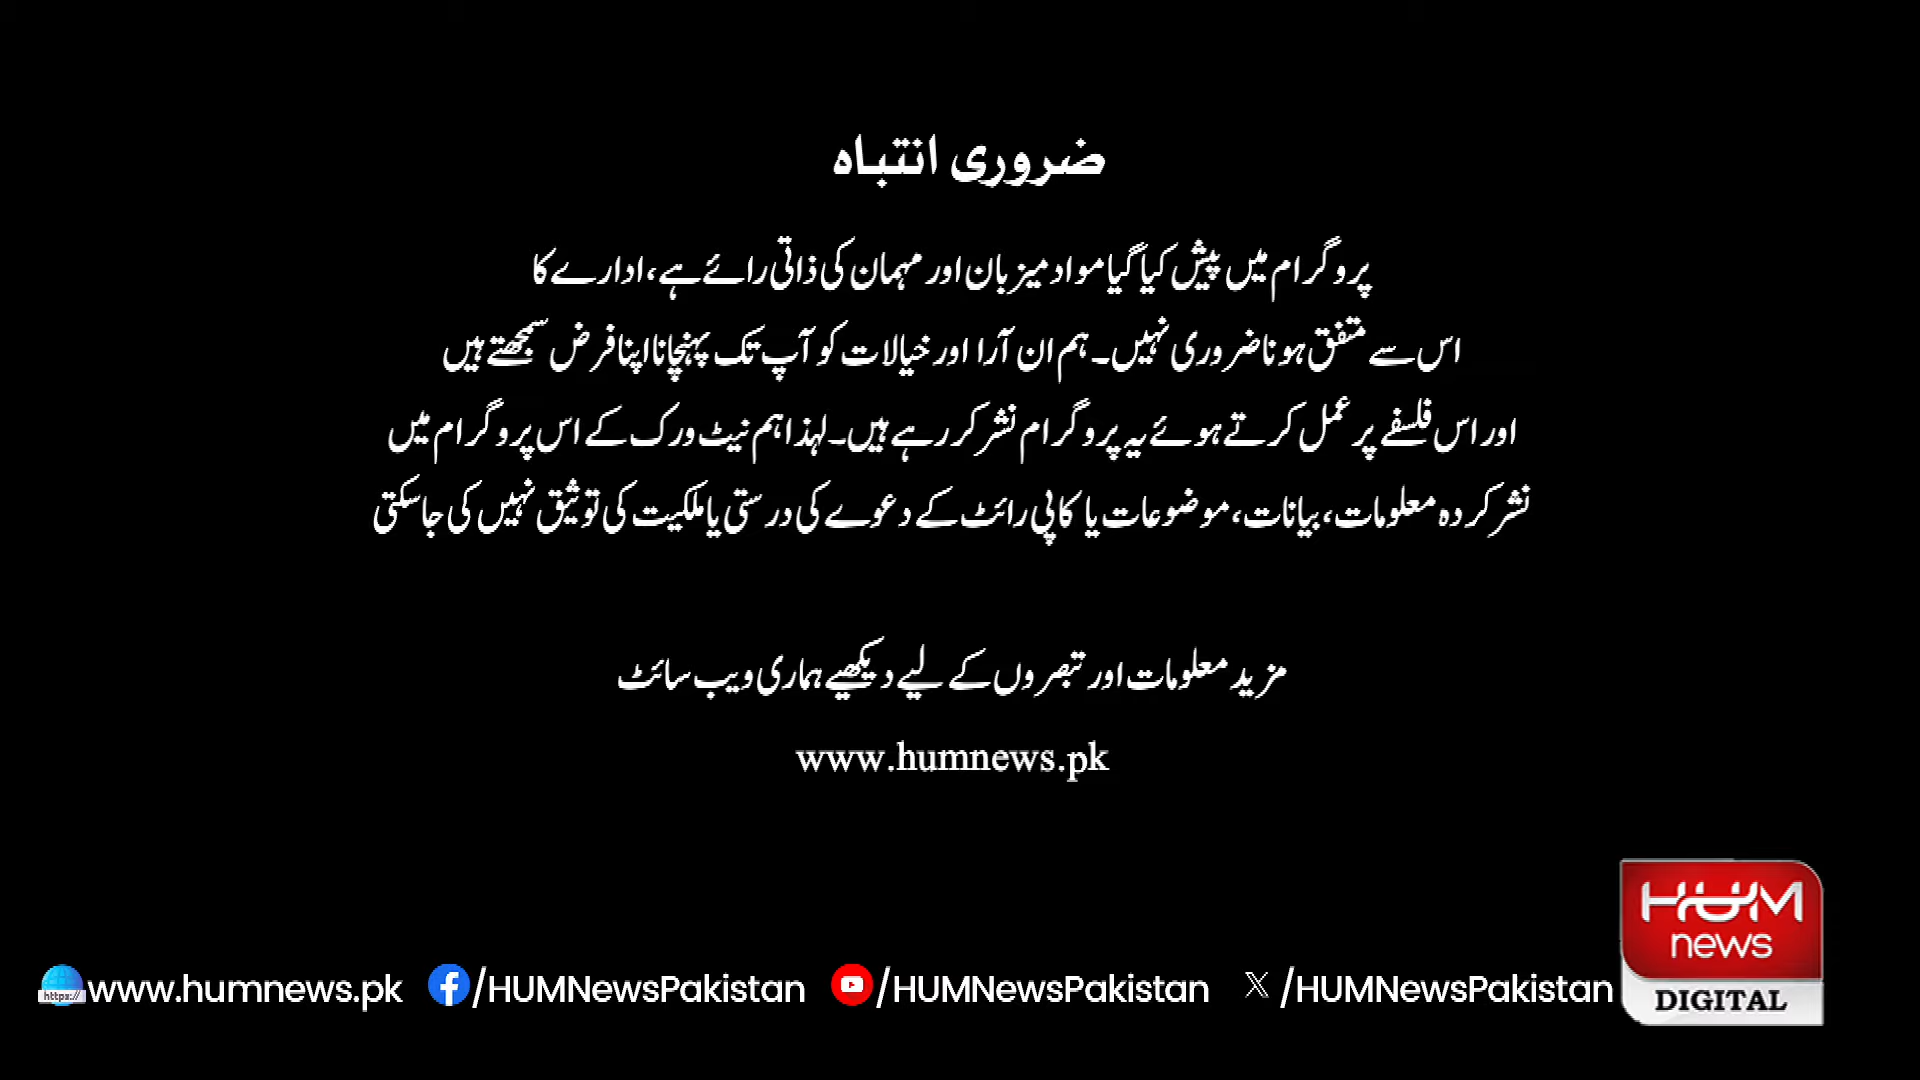 ضروری انتباہ
پروگرام میں پیش کیا گیا مواد میزبان اور مہمان کی ذاتی رائے ہے، ادارے کا
اس سے متفق ہونا ضروری نہیں۔ ہم ان آرا اور خیالات کو آپ تک پہنچانا اپنا فرض سمجھتے ہیں
اور اس فلسفے پر عمل کرتے ہوئے یہ پروگرام نشر کر رہے ہیں۔ لہذا ہم نیٹ ورک کے اس پروگرام میں
نشر کردہ معلومات، بیانات، موضوعات یا کاپی رائٹ کے دعوے کی درستی یا ملکیت کی توثیق نہیں کی جاسکتی
مزید معلومات اور تبصروں کے لیے دیکھیے ہماری ویب سائٹ
www.humnews.pk
HUM
news
DIGITAL
https:// www.humnews.pk /HUMNewsPakistan /HUMNewsPakistan X /HUMNewsPakistan